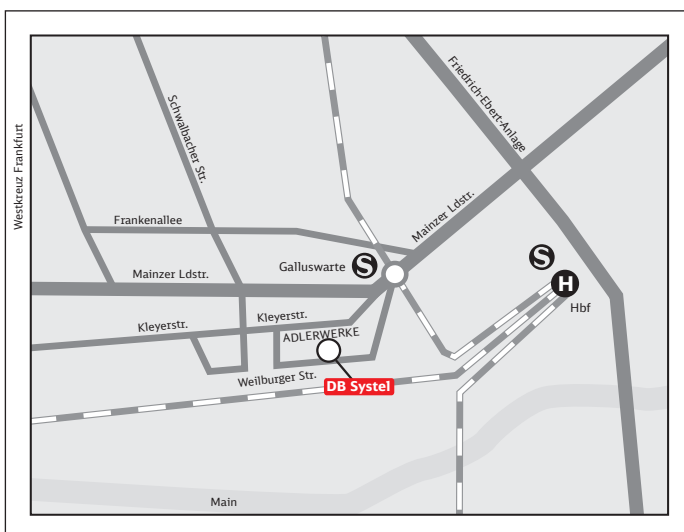 Westkreuz Frankfurt
Schwalbacher Str.
Friedrich-Ebert-Anlage
Frankenallee
Mainzer Ldstr.
Galluswarte
S
S
H
Hbf
Mainzer Ldstr.
Kleyerstr.
Kleyerstr.
ADLERWERKE
Weilburger Str.
DB Systel
Main